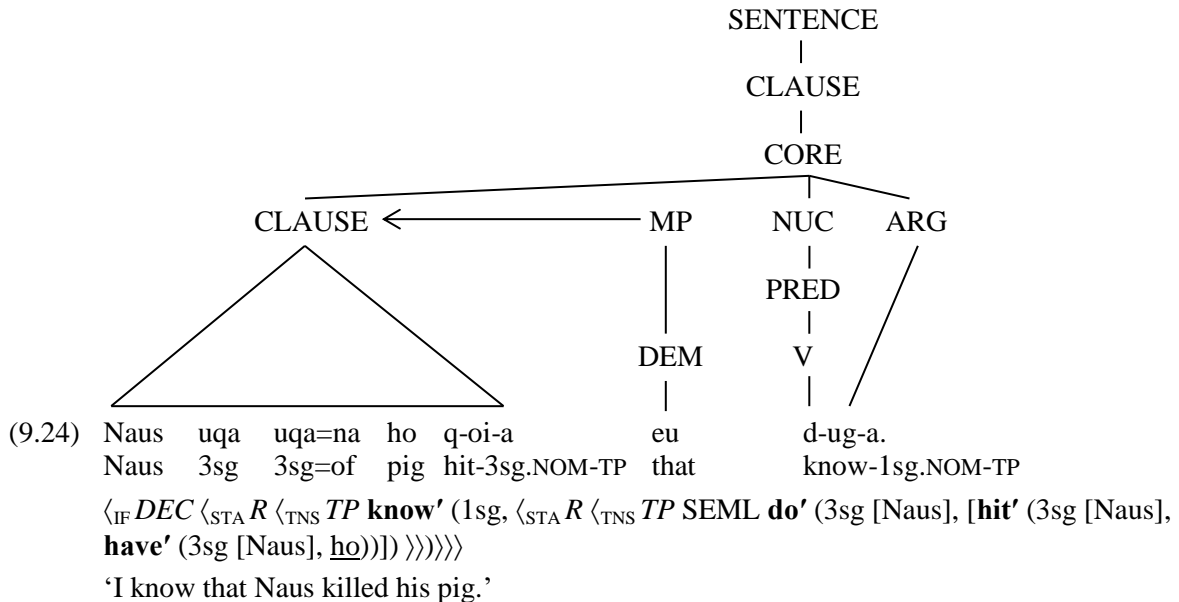 SENTENCE
CLAUSE
CORE
CLAUSE MP NUC ARG
PRED
DEM V
(9.24) Naus uqa uqa=na ho q-oi-a eu d-ug-a.
Naus 3sg 3sg=of pig hit-3sg.NOM-TP that know-1sg.NOM-TP
⟨IF DEC ⟨STA R ⟨TNS TP know′ (1sg, ⟨STA R ⟨TNS TP SEML do′ (3sg [Naus], [hit′ (3sg [Naus],
have′ (3sg [Naus], ho))]) ⟩⟩)⟩⟩⟩
‘I know that Naus killed his pig.’